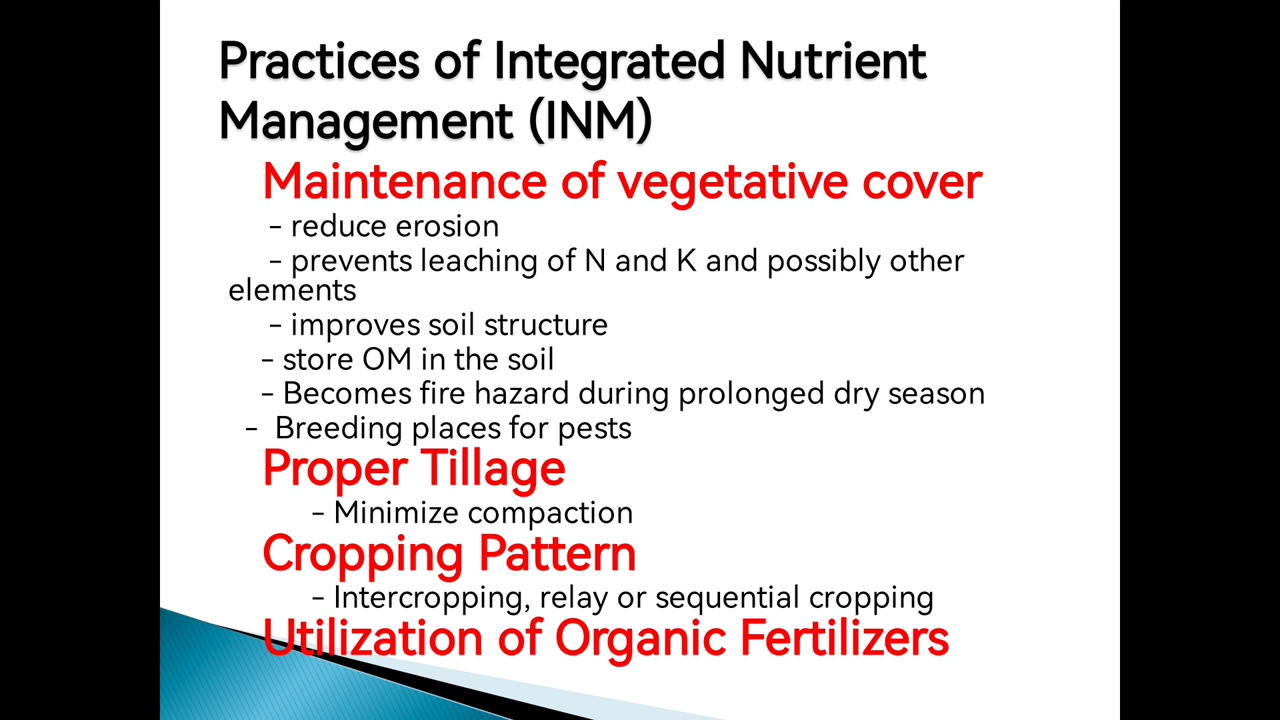 Practices of Integrated Nutrient
Management (INM)
Maintenance of vegetative cover
- reduce erosion
- prevents leaching of N and K and possibly other
elements
- improves soil structure
- store OM in the soil
- Becomes fire hazard during prolonged dry season
- Breeding places for pests
Proper Tillage
- Minimize compaction
Cropping Pattern
- Intercropping, relay or sequential cropping
Utilization of Organic Fertilizers